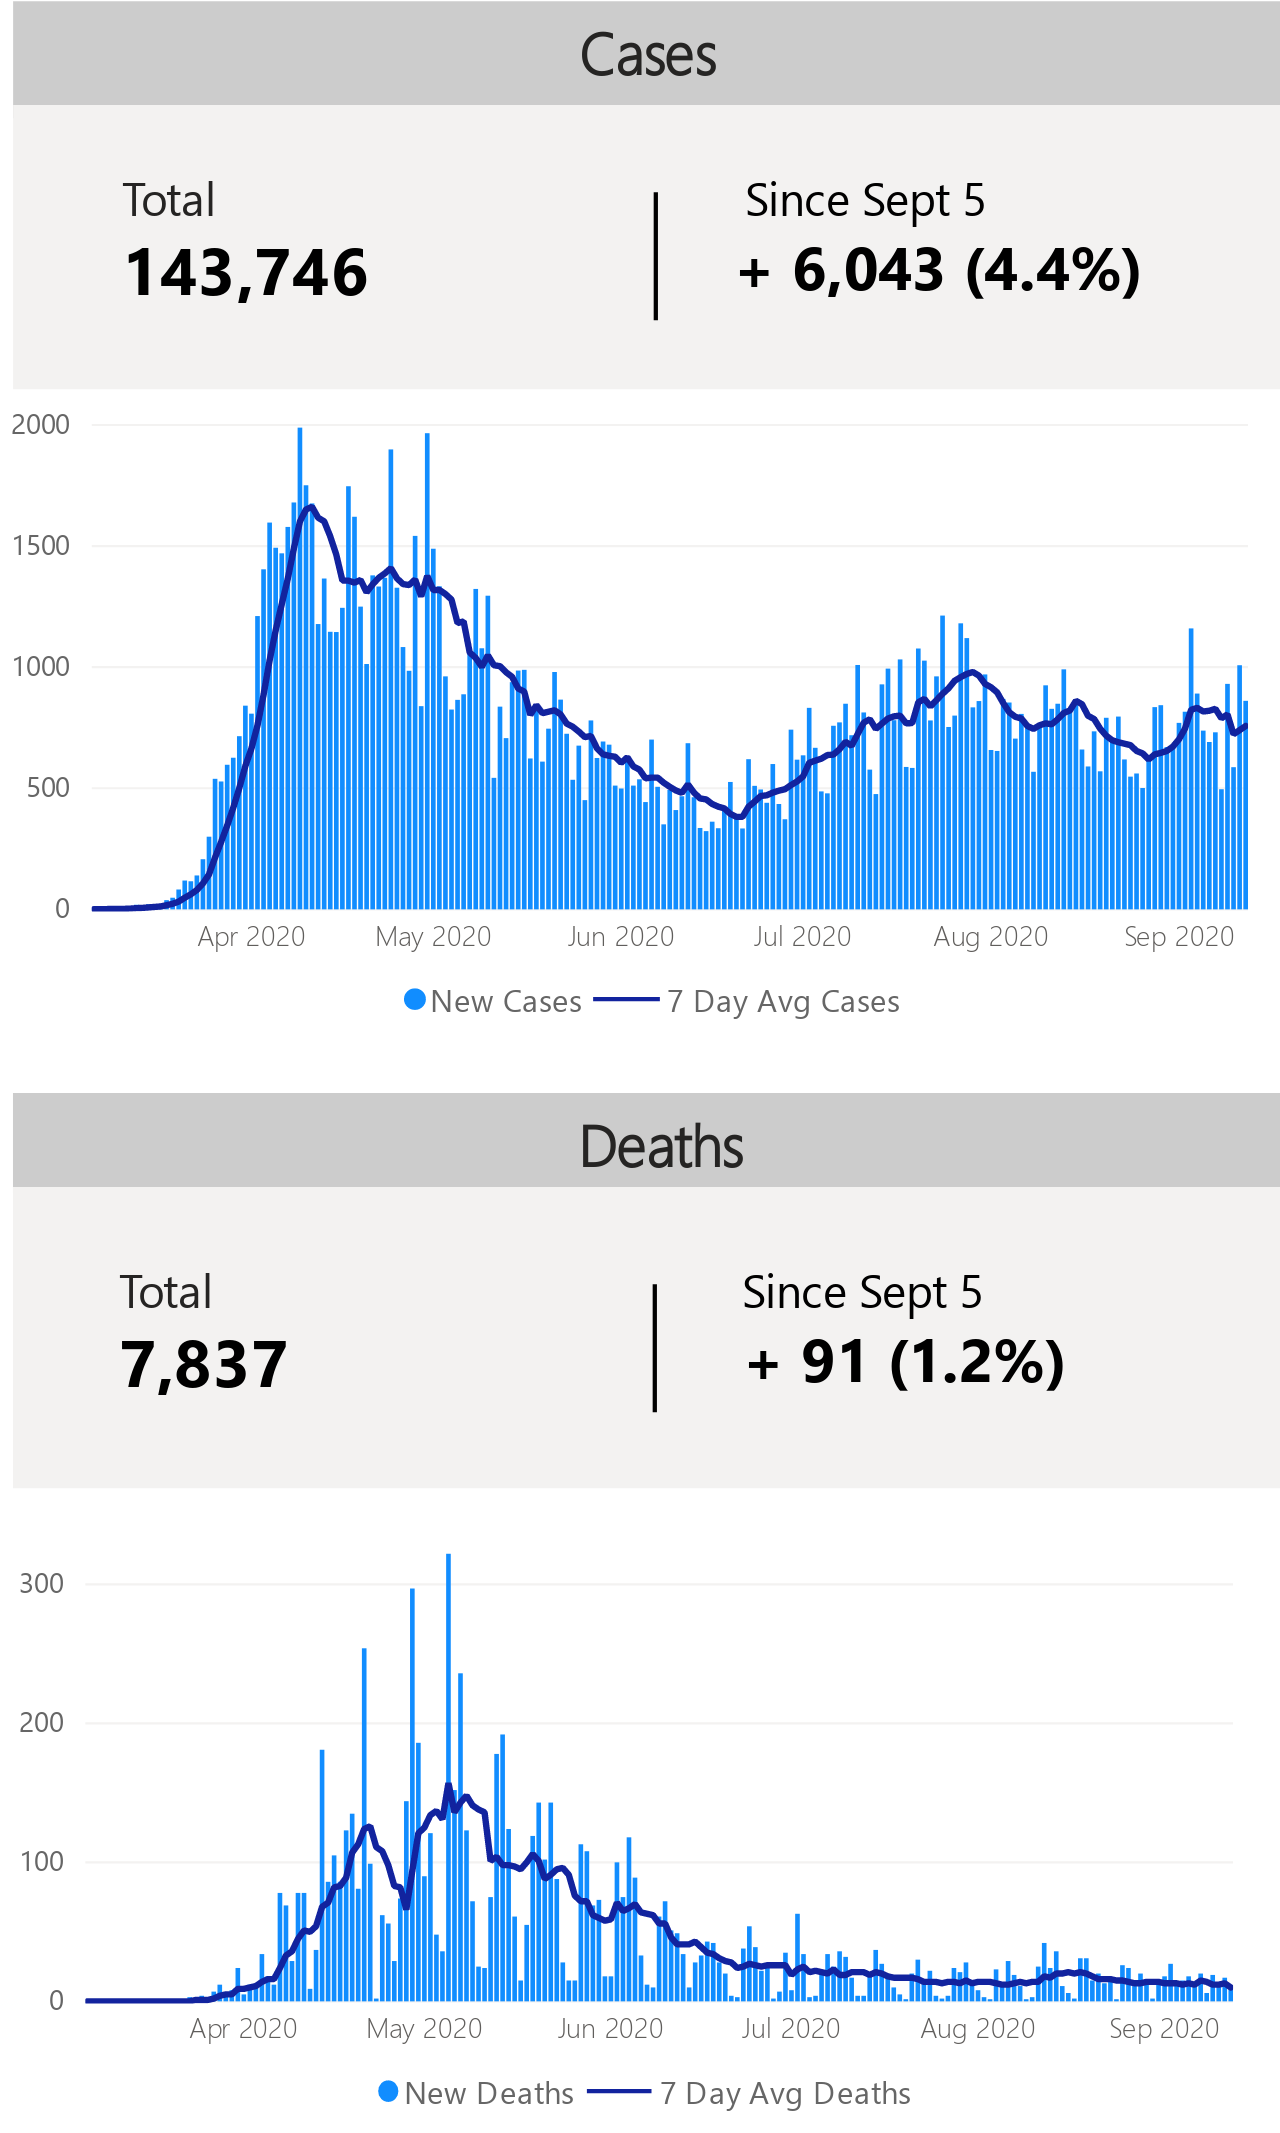 Cases
Total
Since Sept 5
143,746
+ 6,043 (4.4%)
2000
1500
1000
500
0
Apr 2020
May 2020
Jun 2020
Jul 2020
Aug 2020
Sep 2020
New Cases
7 Day Avg Cases
Deaths
Total
Since Sept 5
7,837
+ 91 (1.2%)
300
200
100
0
Apr 2020
May 2020
Jun 2020
Jul 2020
Aug 2020
Sep 2020
New Deaths
7 Day Avg Deaths